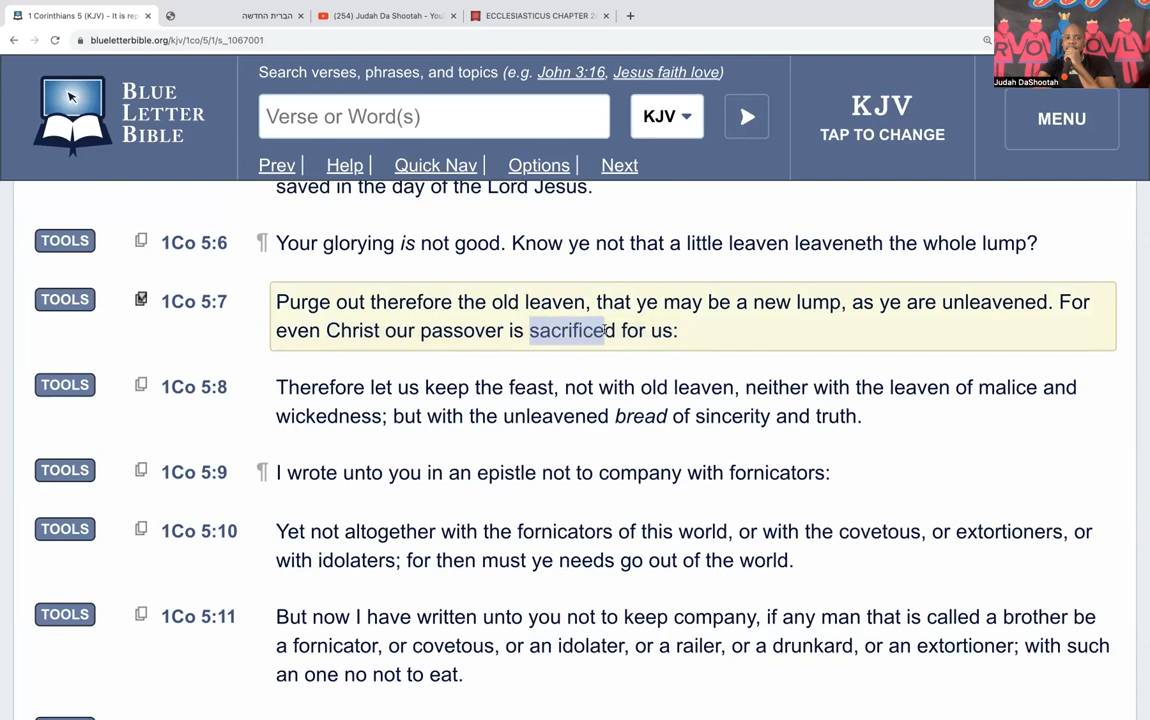 1 Corinthians 5 (KJV) - It is rep
הברית החדשה
(254) Judah Da Shootah - You
ECCLESIASTICUS CHAPTER 2
blueletterbible.org/kjv/1co/5/1/s_1067001
Judah DaShootah
BLUE
LETTER
BIBLE
Search verses, phrases, and topics (e.g. John 3:16, Jesus faith love)
Verse or Word(s)
KJV
KJV
TAP TO CHANGE
MENU
Prev | Help | Quick Nav | Options | Next
saved in the day of the Lord Jesus.
TOOLS 1Co 5:6 ¶ Your glorying is not good. Know ye not that a little leaven leaveneth the whole lump?
TOOLS 1Co 5:7 Purge out therefore the old leaven, that ye may be a new lump, as ye are unleavened. For
even Christ our passover is sacrificed for us:
TOOLS 1Co 5:8 Therefore let us keep the feast, not with old leaven, neither with the leaven of malice and
wickedness; but with the unleavened bread of sincerity and truth.
TOOLS 1Co 5:9 ¶ I wrote unto you in an epistle not to company with fornicators:
TOOLS 1Co 5:10 Yet not altogether with the fornicators of this world, or with the covetous, or extortioners, or
with idolaters; for then must ye needs go out of the world.
TOOLS 1Co 5:11 But now I have written unto you not to keep company, if any man that is called a brother be
a fornicator, or covetous, or an idolater, or a railer, or a drunkard, or an extortioner; with such
an one no not to eat.